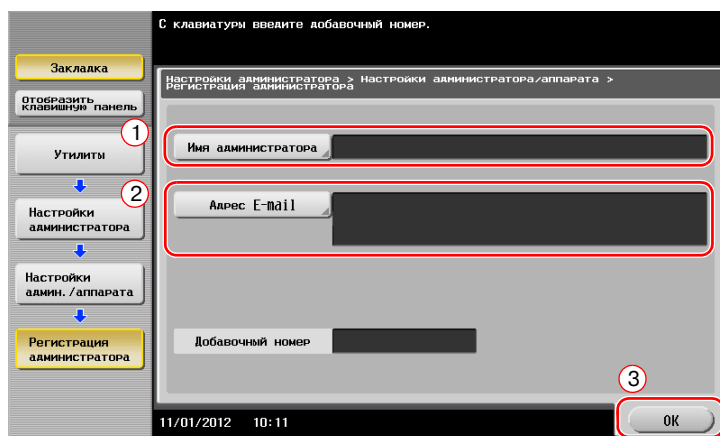 С клавиатуры введите добавочный номер.
Закладка
Отобразить
клавишную панель
Настройки администратора > Настройки администратора/аппарата >
Регистрация администратора
1
Утилиты
Имя администратора
2
Настройки
администратора
Адрес E-mail
Настройки
админ./аппарата
Регистрация
администратора
Добавочный номер
3
11/01/2012 10:11
OK